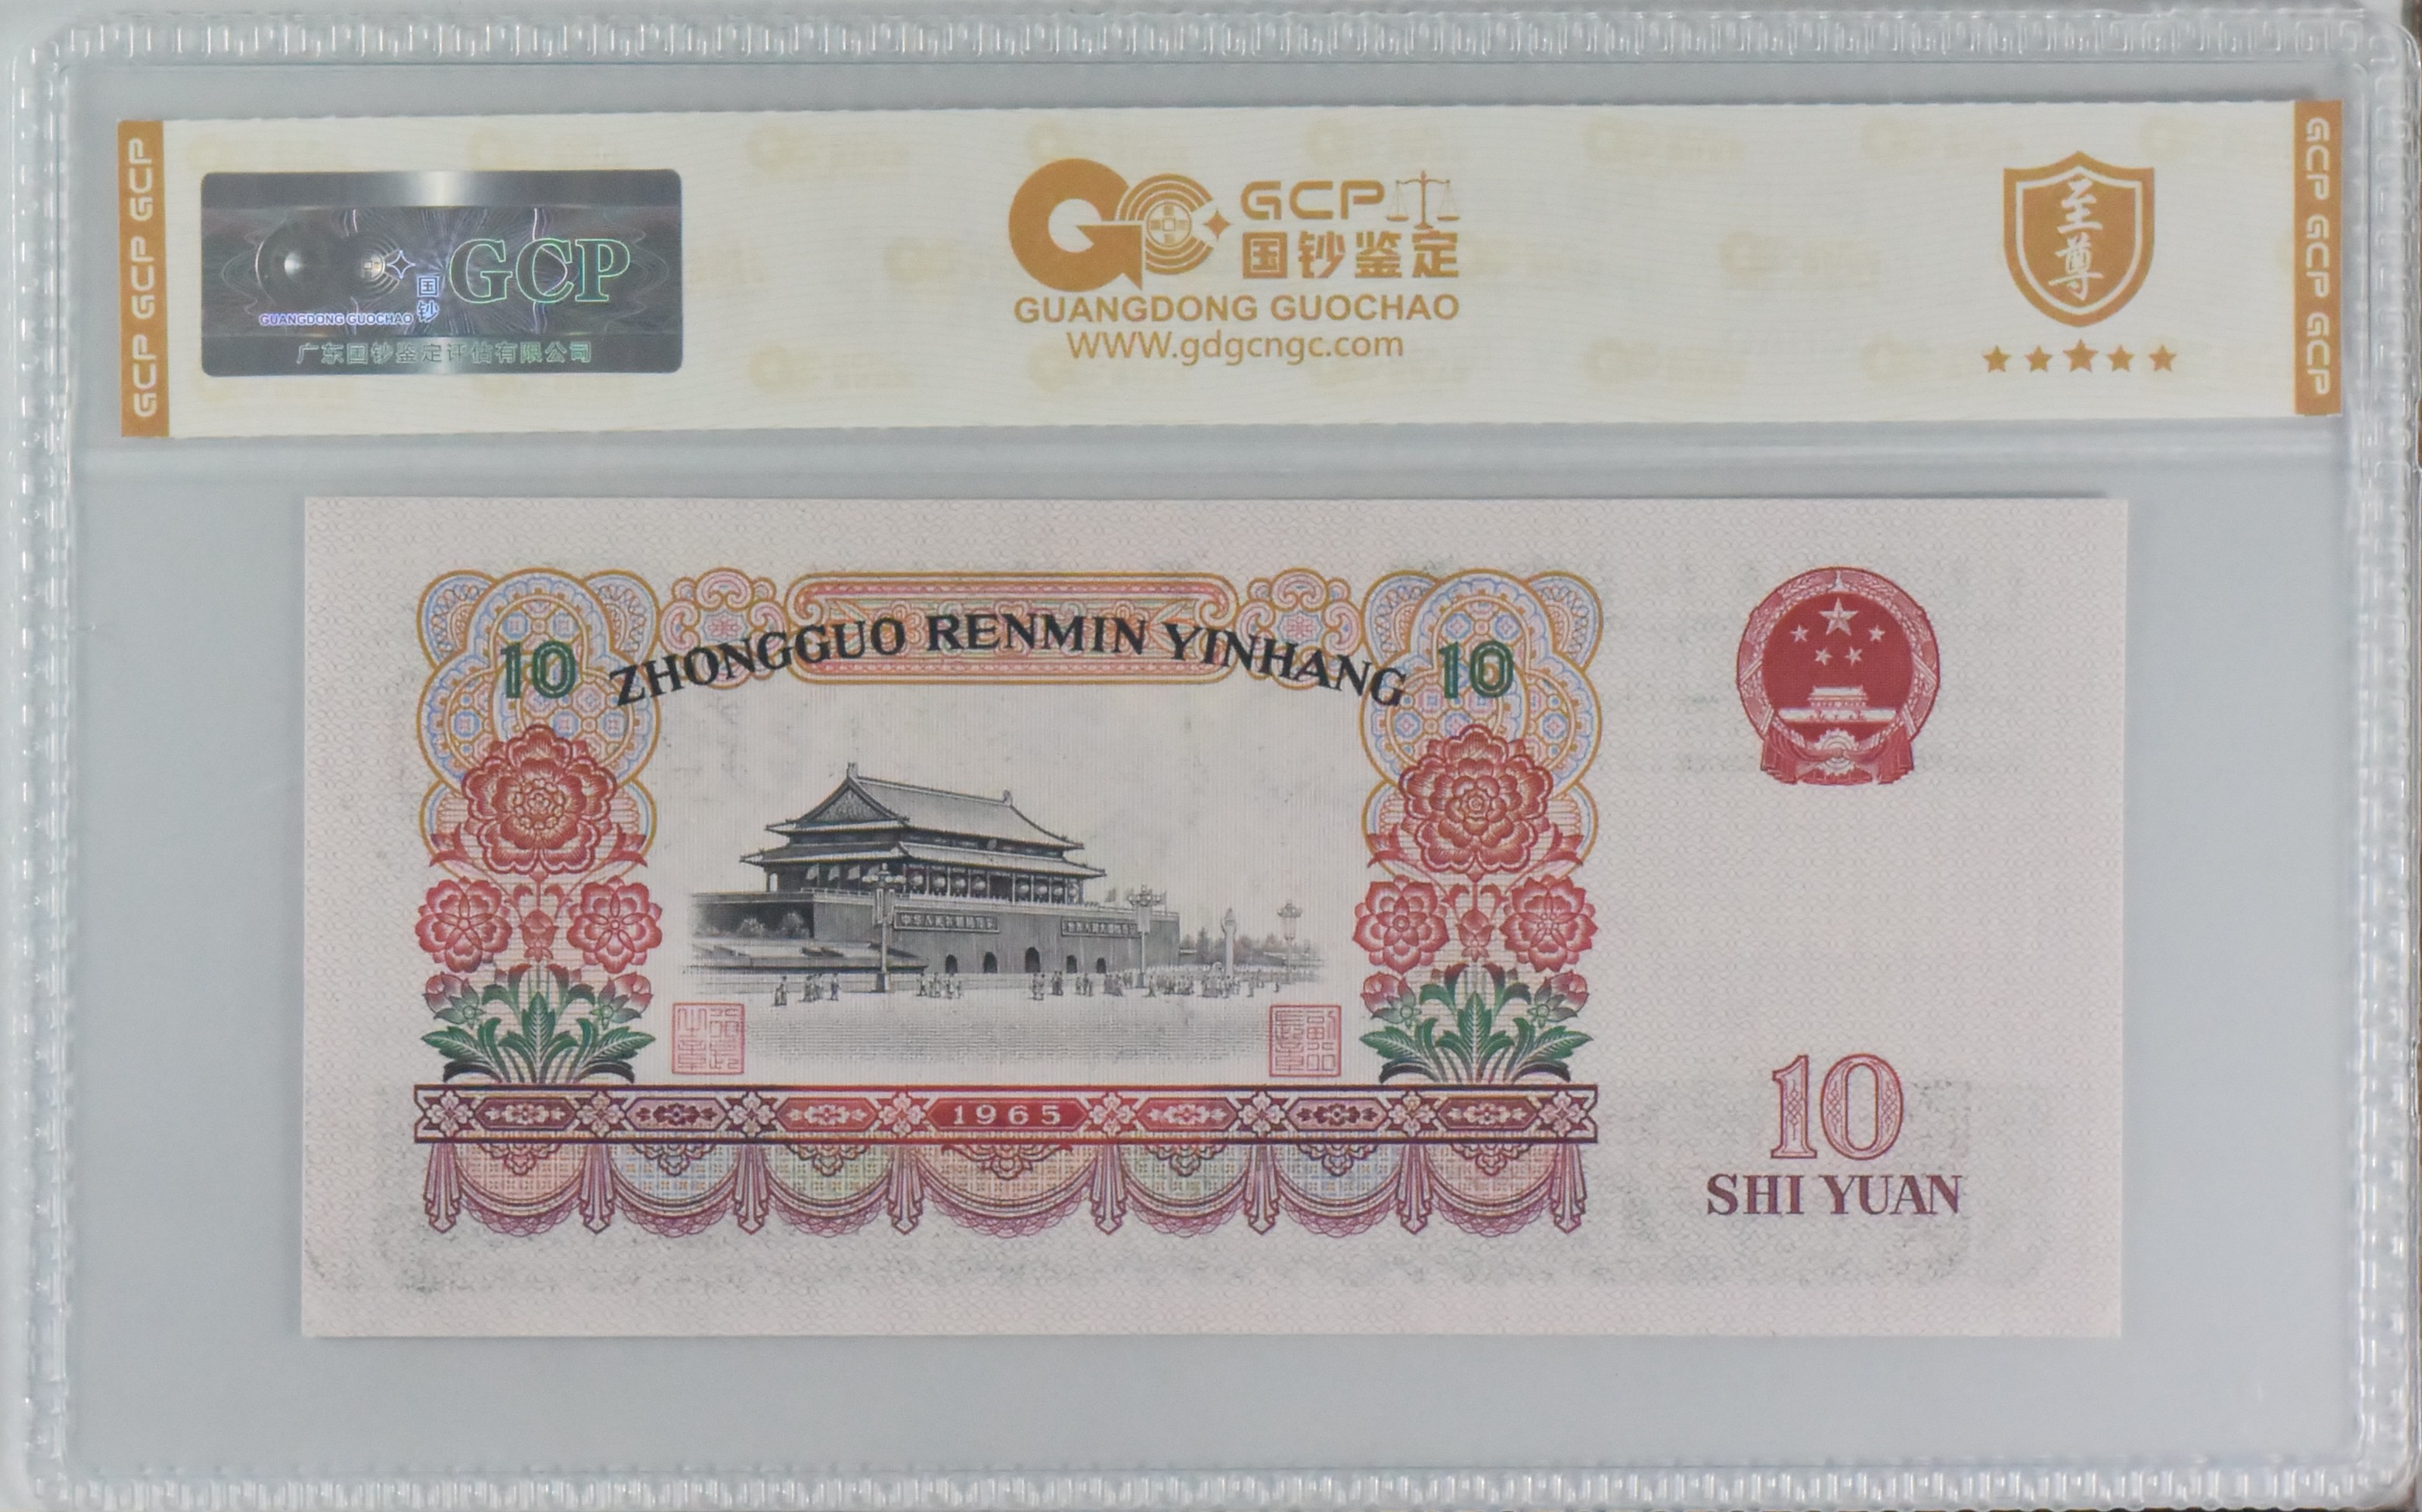 GCP GCP GCP
GCP
国钞
GUANGDONG GUOCHAO
广东国钞鉴定评估有限公司
GCP
国钞鉴定
GUANGDONG GUOCHAO
WWW.gdgcngc.com
至尊
GCP GCP GCP
10 ZHONGGUO RENMIN YINHANG 10
1965
10
SHI YUAN